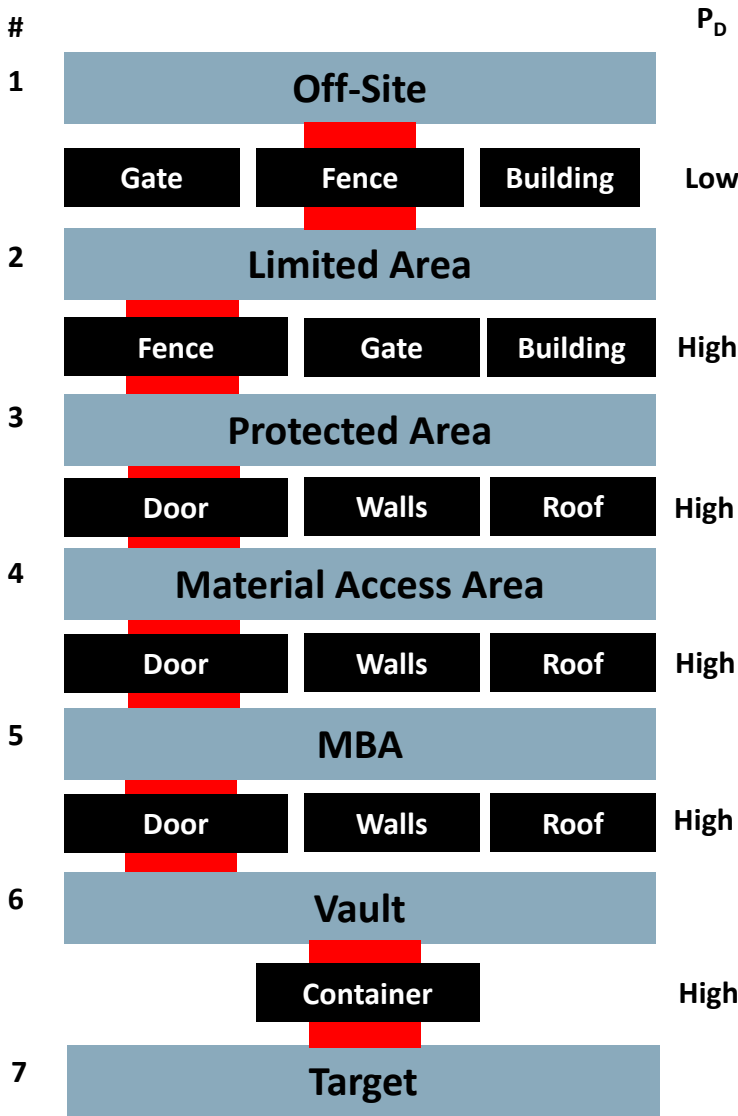 # P_D
1 Off-Site
Gate Fence Building Low
2 Limited Area
Fence Gate Building High
3 Protected Area
Door Walls Roof High
4 Material Access Area
Door Walls Roof High
5 MBA
Door Walls Roof High
6 Vault
Container High
7 Target